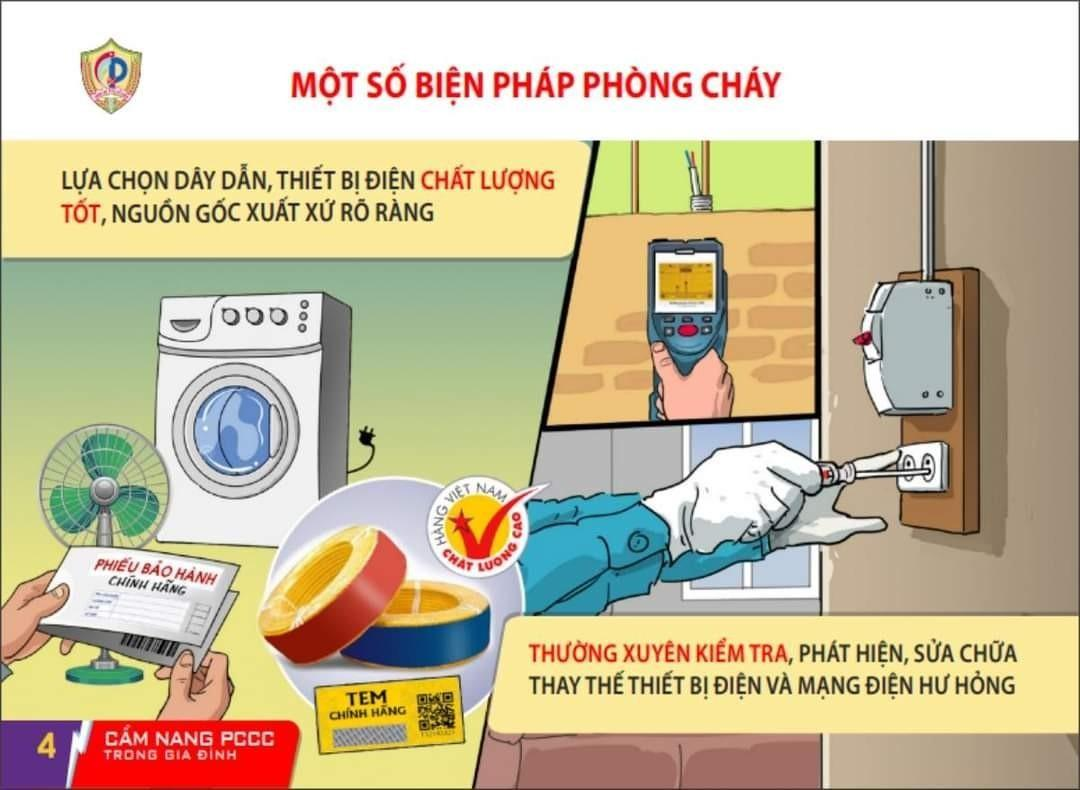 MỘT SỐ BIỆN PHÁP PHÒNG CHÁY
LỰA CHỌN DÂY DẪN, THIẾT BỊ ĐIỆN CHẤT LƯỢNG
TỐT, NGUỒN GỐC XUẤT XỨ RÕ RÀNG
HÀNG VIỆT NAM
CHẤT LƯỢNG CAO
PHIẾU BẢO HÀNH
CHÍNH HÃNG
TEM
CHÍNH HÃNG
THƯỜNG XUYÊN KIỂM TRA, PHÁT HIỆN, SỬA CHỮA
THAY THẾ THIẾT BỊ ĐIỆN VÀ MẠNG ĐIỆN HƯ HỎNG
4
CẨM NANG PCCC
TRONG GIA ĐÌNH